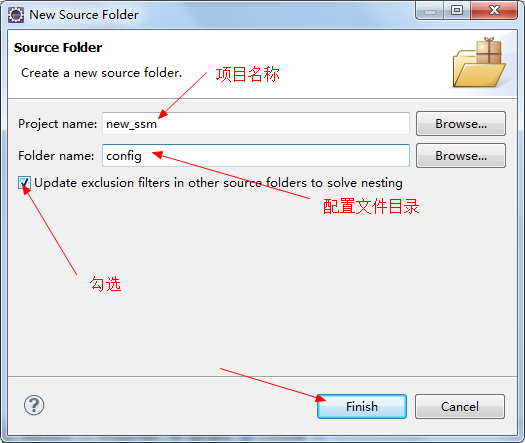 New Source Folder
Source Folder
Create a new source folder.
项目名称
Project name: new_ssm Browse...
Folder name: config Browse...
Update exclusion filters in other source folders to solve nesting
配置文件目录
勾选
Finish Cancel